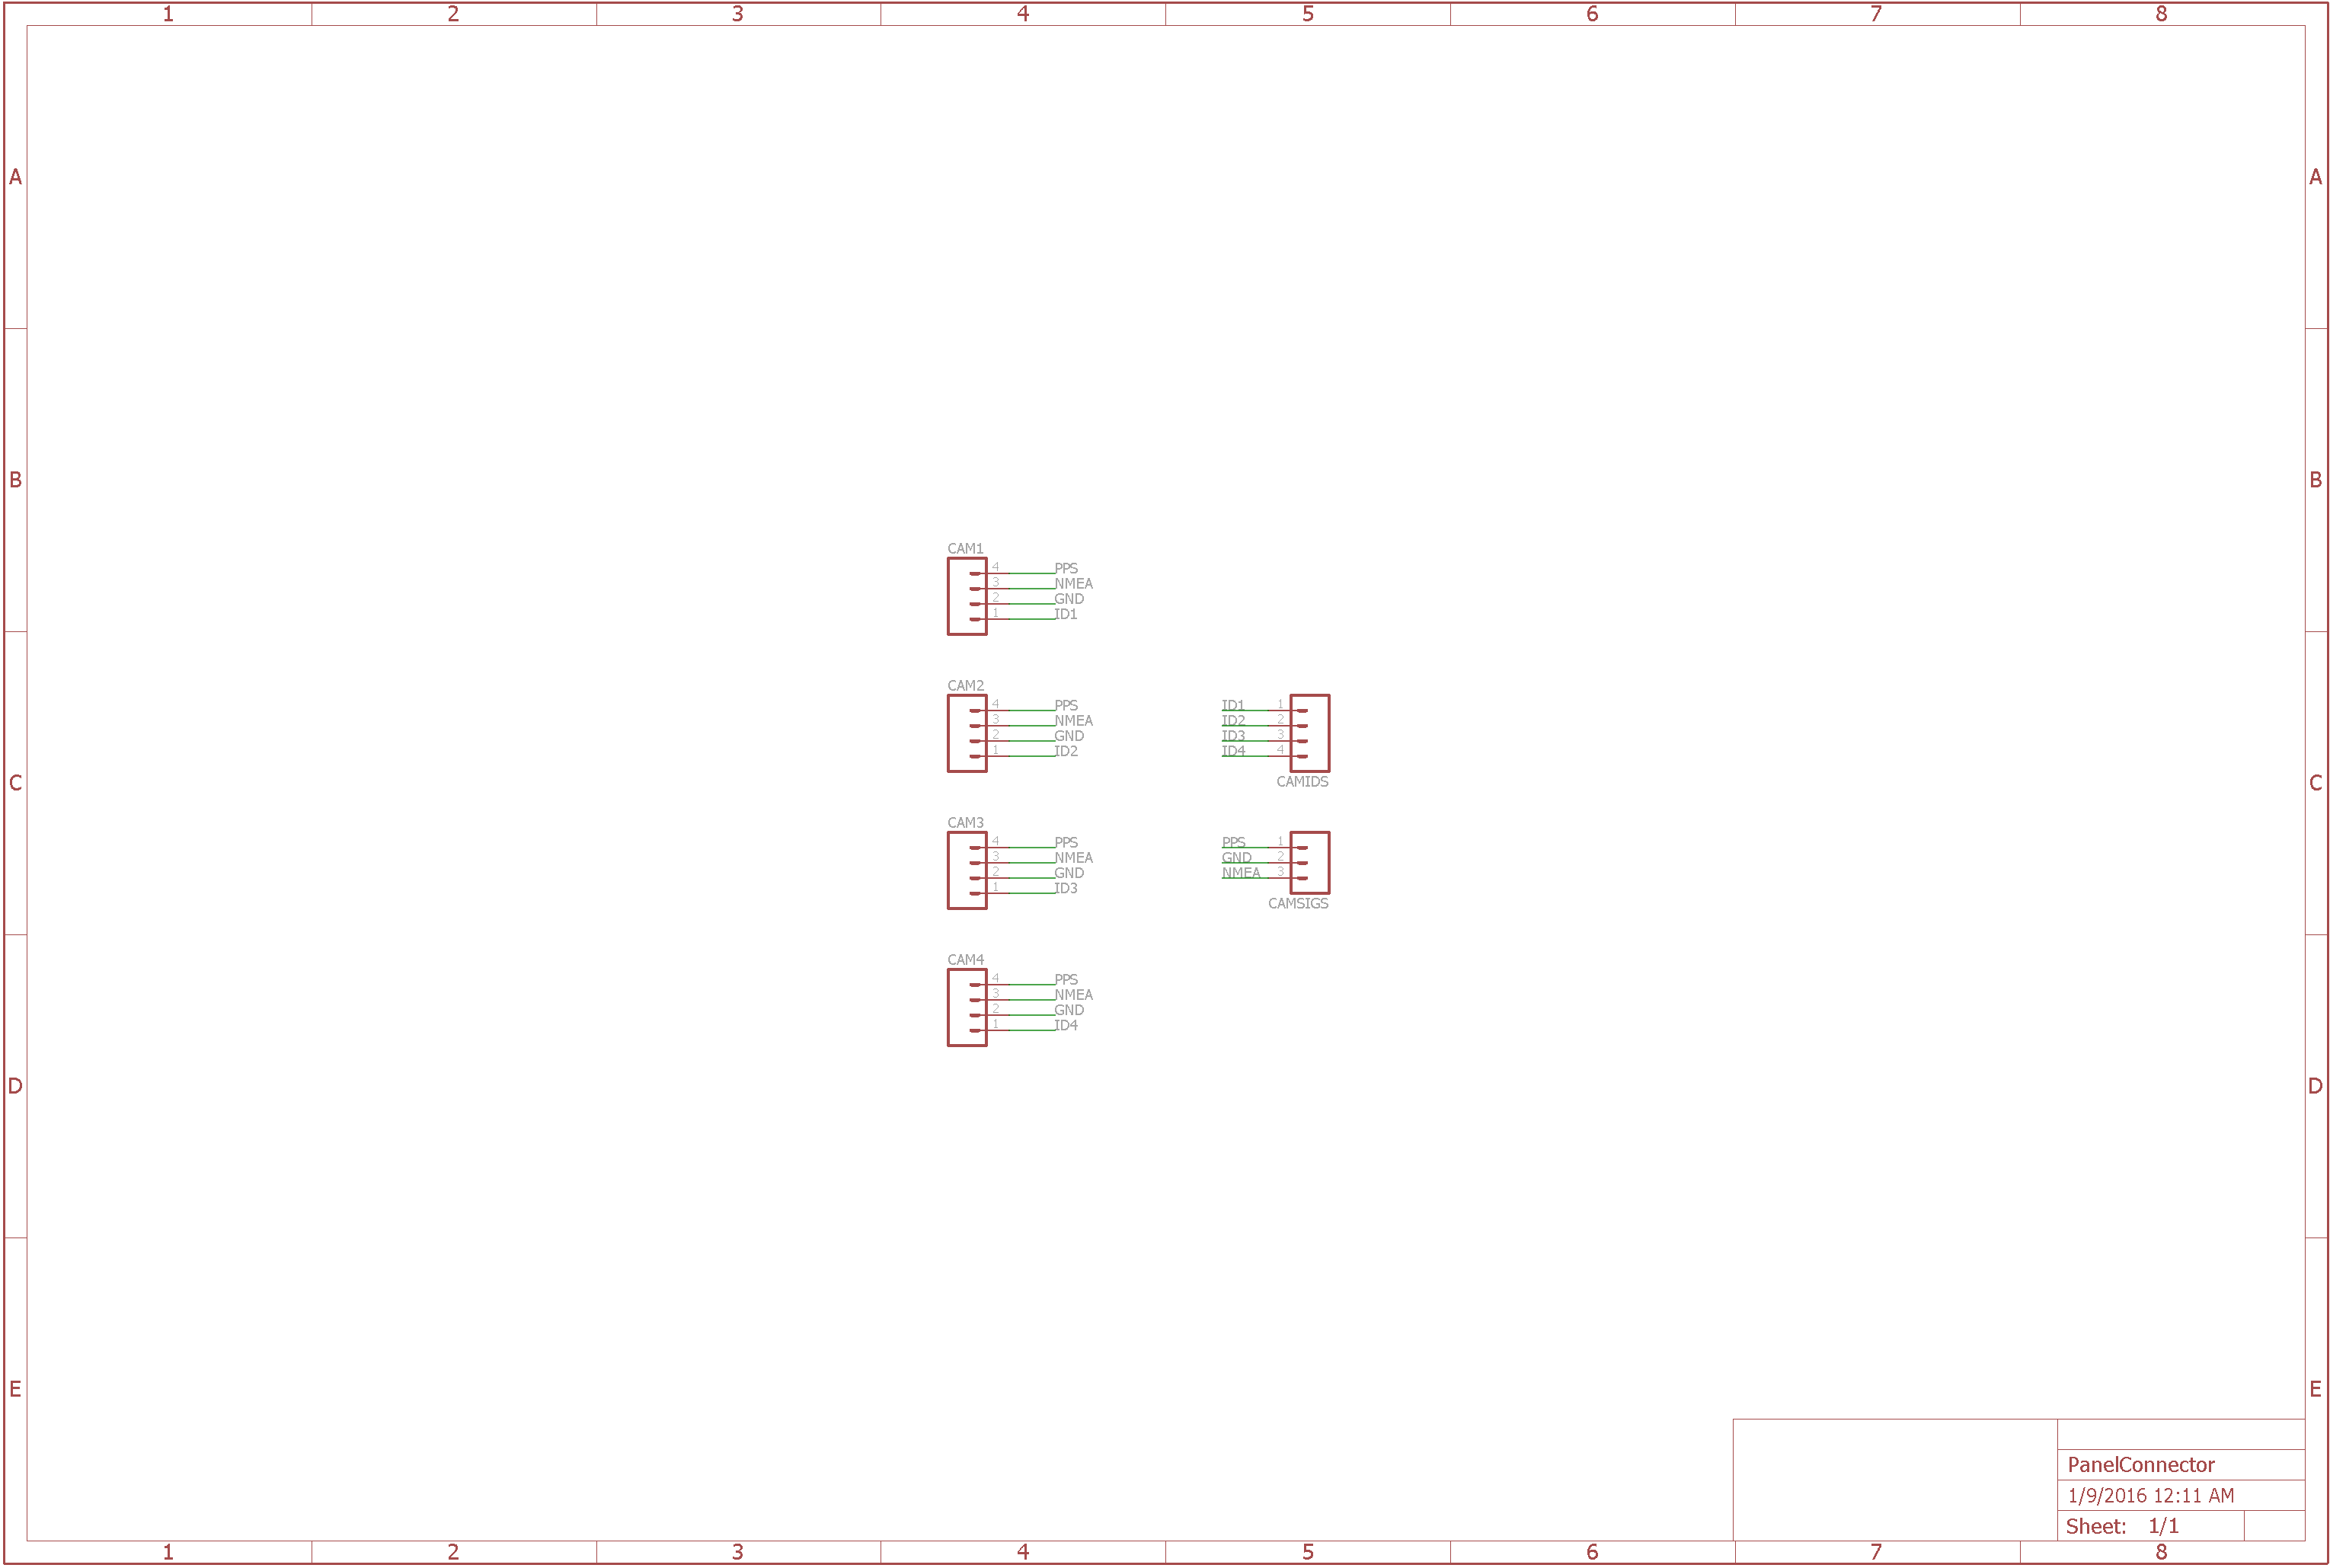 1 2 3 4 5 6 7 8
A A
B B
CAM1
4 PPS
3 NMEA
2 GND
1 ID1
CAM2
4 PPS
3 NMEA
2 GND
1 ID2
ID1 1
ID2 2
ID3 3
ID4 4
CAMIDS
C C
CAM3
4 PPS
3 NMEA
2 GND
1 ID3
PPS 1
GND 2
NMEA 3
CAMSIGS
CAM4
4 PPS
3 NMEA
2 GND
1 ID4
D D
E E
PanelConnector
1/9/2016 12:11 AM
Sheet: 1/1
1 2 3 4 5 6 7 8